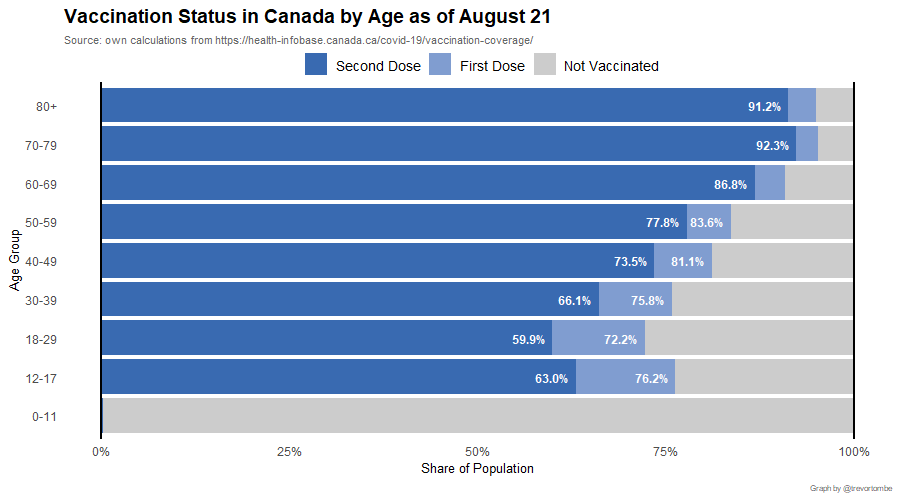 Vaccination Status in Canada by Age as of August 21
Source: own calculations from https://health-infobase.canada.ca/covid-19/vaccination-coverage/
Second Dose First Dose Not Vaccinated
80+ 91.2%
70-79 92.3%
60-69 86.8%
50-59 77.8% 83.6%
40-49 73.5% 81.1%
30-39 66.1% 75.8%
18-29 59.9% 72.2%
12-17 63.0% 76.2%
0-11
Age Group
0% 25% 50% 75% 100%
Share of Population
Graph by @trevortombe